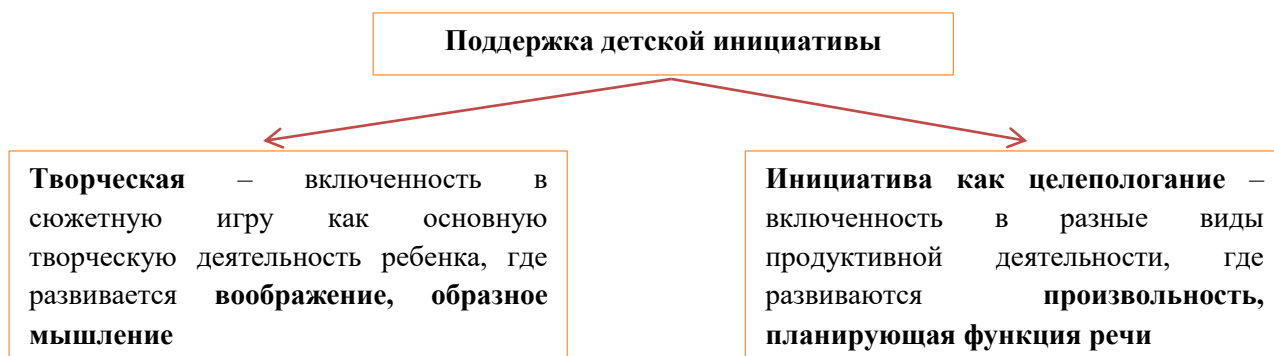 Поддержка детской инициативы
Творческая – включенность в
сюжетную игру как основную
творческую деятельность ребенка, где
развивается воображение, образное
мышление
Инициатива как целепологание –
включенность в разные виды
продуктивной деятельности, где
развиваются произвольность,
планирующая функция речи